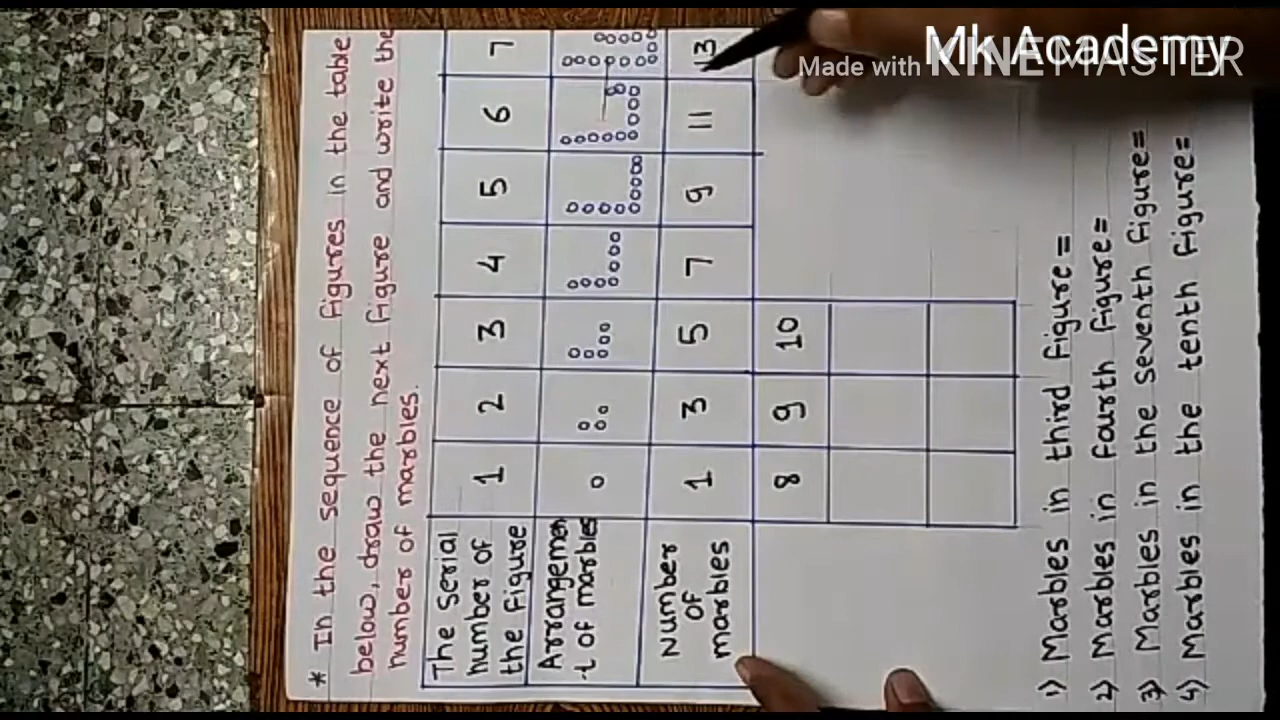 * In the sequence of figures in the table
below, draw the next figure and write the
number of marbles.
The Serial
number of
the Figure
1 2 3 4 5 6 7
Arrangemen
-t of marbles
Number
of
marbles
1 3 5 7 9 11 13
8 9 10
1) Marbles in third figure =
2) Marbles in fourth figure =
3) Marbles in the seventh figure =
4) Marbles in the tenth figure =
Mk Academy
Made with KINEMASTER